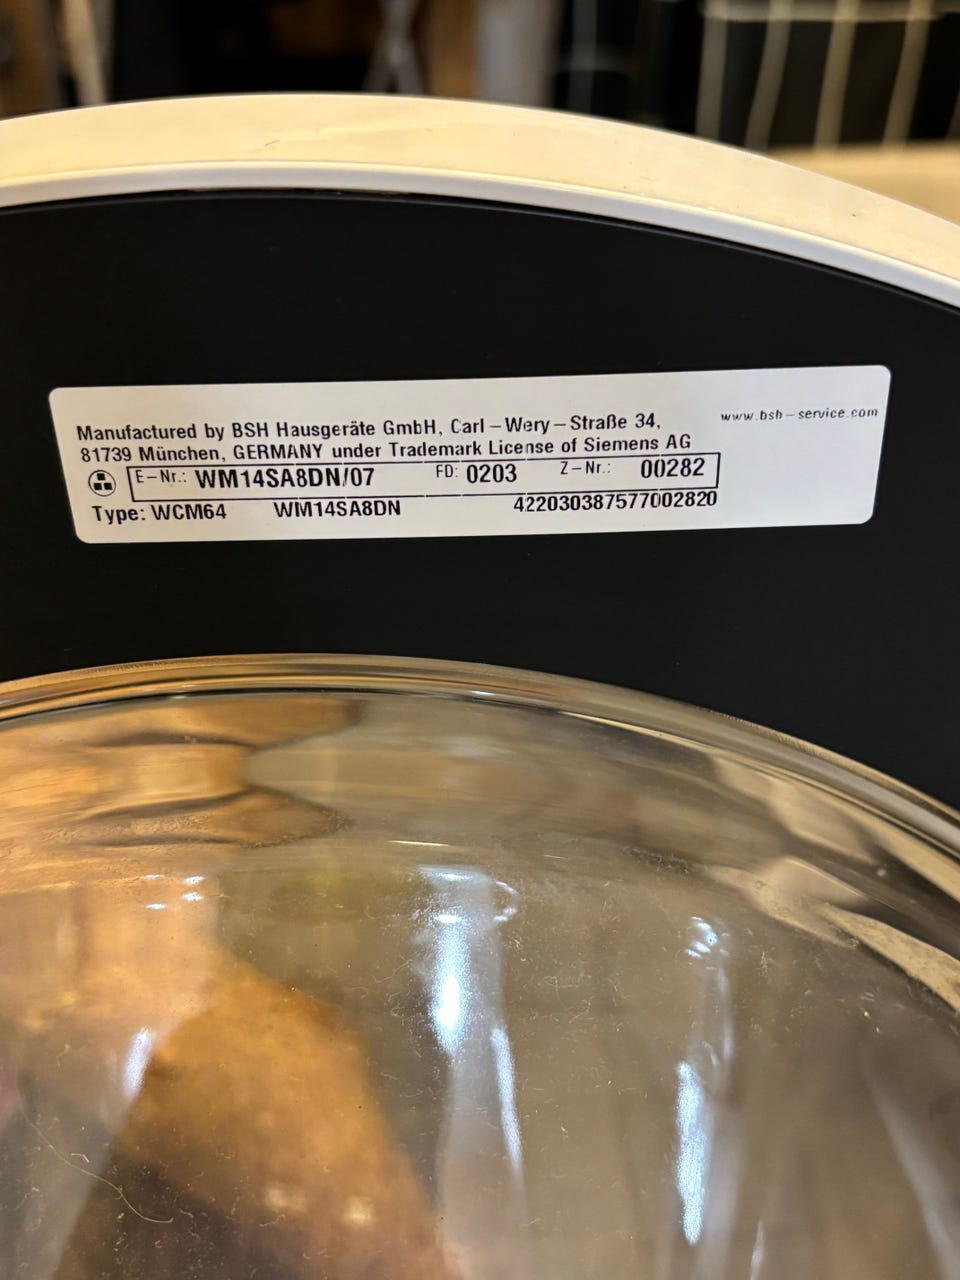 Manufactured by BSH Hausgeräte GmbH, Carl–Wery–Straße 34,
www.bsh–service.com
81739 München, GERMANY under Trademark License of Siemens AG
E–Nr.: WM14SA8DN/07 FD: 0203 Z–Nr.: 00282
Type: WCM64 WM14SA8DN 422030387577002820